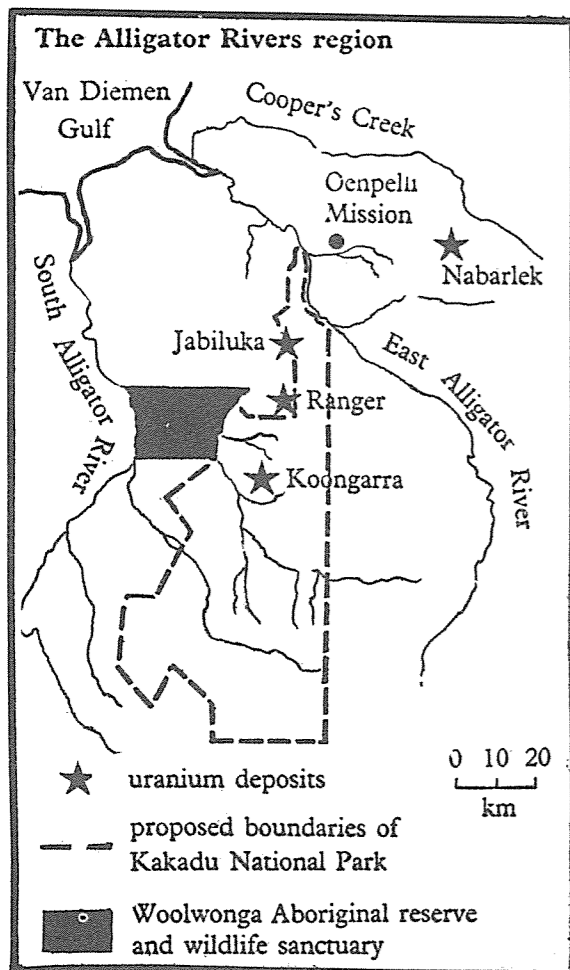 The Alligator Rivers region
Van Diemen
Gulf
Cooper's Creek
Oenpelli
Mission
Nabarlek
South Alligator River
Jabiluka
East Alligator River
Ranger
Koongarra
0 10 20
km
uranium deposits
proposed boundaries of
Kakadu National Park
Woolwonga Aboriginal reserve
and wildlife sanctuary